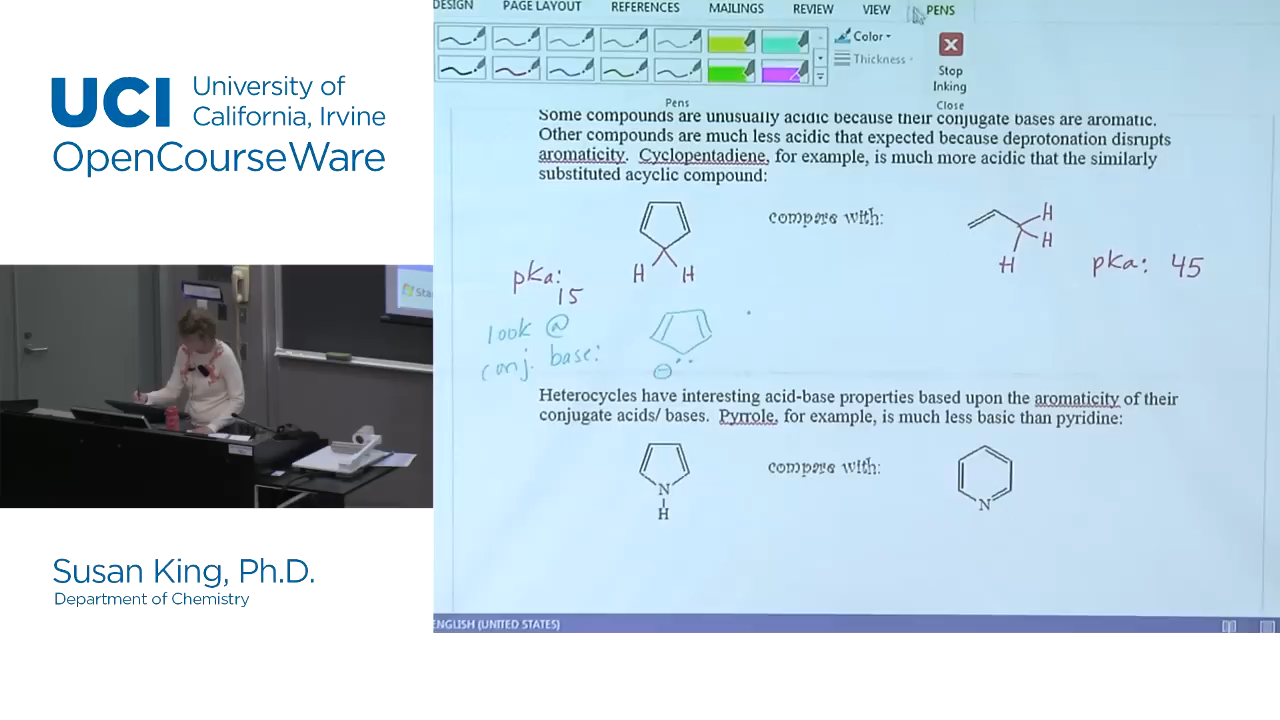 UCI University of
California, Irvine
OpenCourseWare
Susan King, Ph.D.
Department of Chemistry
DESIGN PAGE LAYOUT REFERENCES MAILINGS REVIEW VIEW PENS
Color
Thickness
Stop
Inking
Pens
Close
Some compounds are unusually acidic because their conjugate bases are aromatic.
Other compounds are much less acidic that expected because deprotonation disrupts
aromaticity. Cyclopentadiene, for example, is much more acidic that the similarly
substituted acyclic compound:
compare with:
H
H
H H
H
pka:
15
pka: 45
look @
conj. base:
⊖
Heterocycles have interesting acid-base properties based upon the aromaticity of their
conjugate acids/ bases. Pyrrole, for example, is much less basic than pyridine:
compare with:
N
H
N
ENGLISH (UNITED STATES)